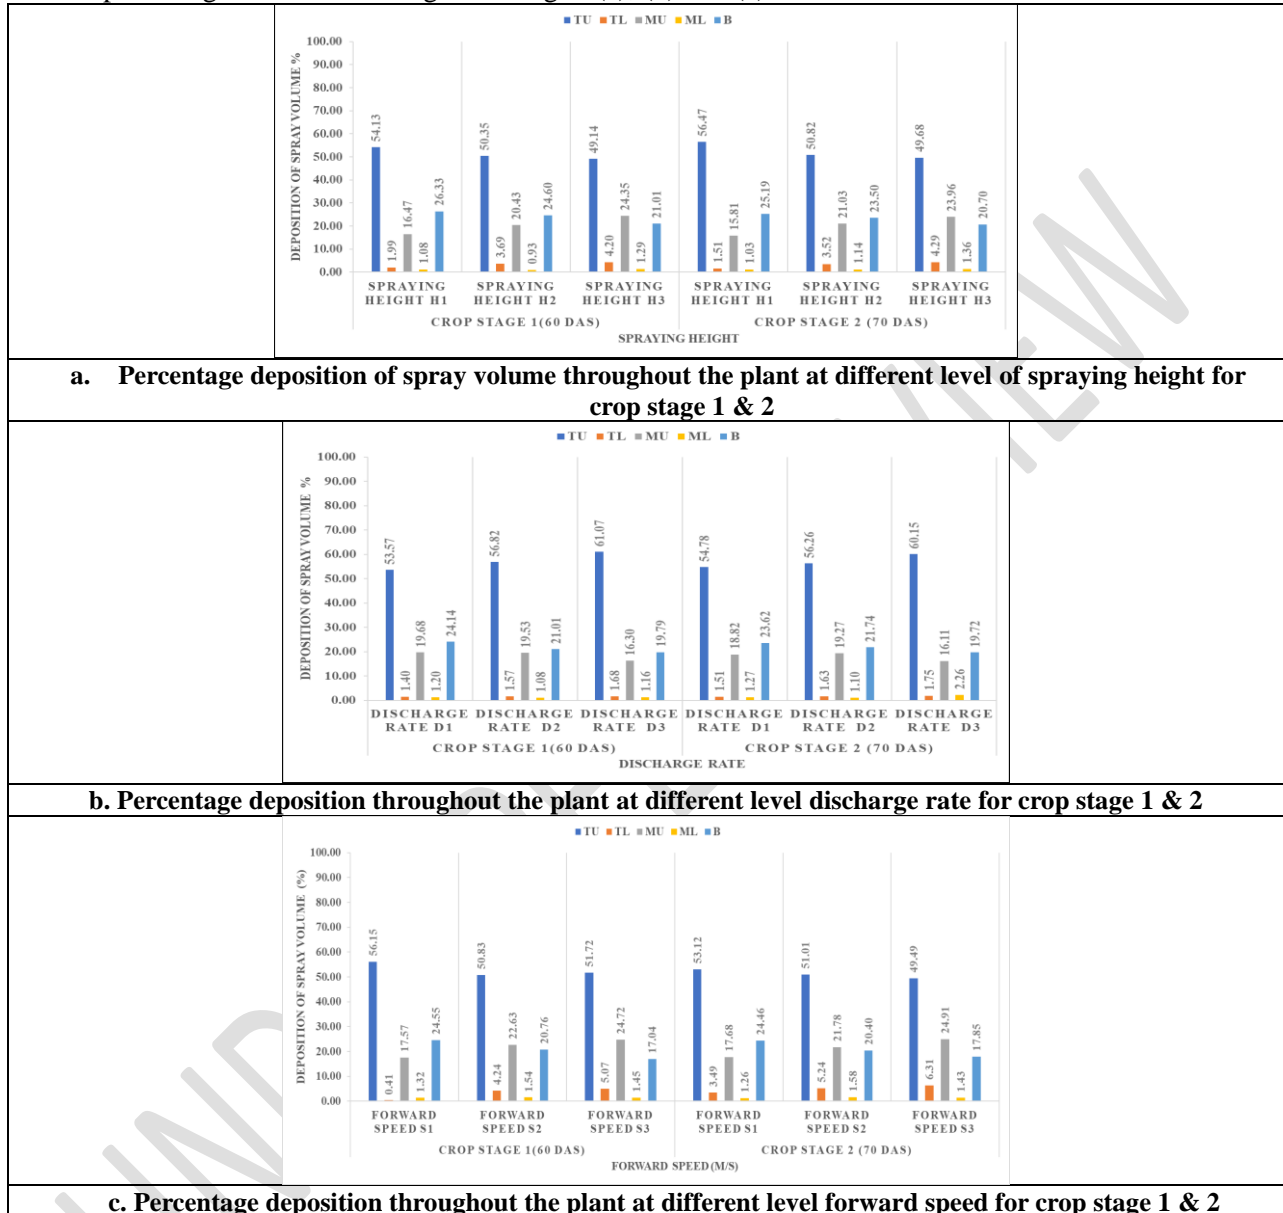 TU TL MU ML B
DEPOSITION OF SPRAY VOLUME %
100.00
90.00
80.00
70.00
60.00
50.00
40.00
30.00
20.00
10.00
0.00
54.13 1.99 16.47 1.08 26.33
50.35 3.69 20.43 0.93 24.60
49.14 4.20 24.35 1.29 21.01
56.47 1.51 15.81 1.03 25.19
50.82 3.52 21.03 1.14 23.50
49.68 4.29 23.96 1.36 20.70
SPRAYING SPRAYING SPRAYING SPRAYING SPRAYING SPRAYING
HEIGHT H1 HEIGHT H2 HEIGHT H3 HEIGHT H1 HEIGHT H2 HEIGHT H3
CROP STAGE 1(60 DAS) CROP STAGE 2 (70 DAS)
SPRAYING HEIGHT
a. Percentage deposition of spray volume throughout the plant at different level of spraying height for
crop stage 1 & 2
TU TL MU ML B
DEPOSITION OF SPRAY VOLUME %
100.00
90.00
80.00
70.00
60.00
50.00
40.00
30.00
20.00
10.00
0.00
53.57 1.40 19.68 1.20 24.14
56.82 1.57 19.53 1.08 21.01
61.07 1.68 16.30 1.16 19.79
54.78 1.51 18.82 1.27 23.62
56.26 1.63 19.27 1.10 21.74
60.15 1.75 16.11 2.26 19.72
DISCHARGE DISCHARGE DISCHARGE DISCHARGE DISCHARGE DISCHARGE
RATE D1 RATE D2 RATE D3 RATE D1 RATE D2 RATE D3
CROP STAGE 1(60 DAS) CROP STAGE 2 (70 DAS)
DISCHARGE RATE
b. Percentage deposition throughout the plant at different level discharge rate for crop stage 1 & 2
TU TL MU ML B
DEPOSITION OF SPRAY VOLUME (%)
100.00
90.00
80.00
70.00
60.00
50.00
40.00
30.00
20.00
10.00
0.00
56.15 0.41 17.57 1.32 24.55
50.83 4.24 22.63 1.54 20.76
51.72 5.07 24.72 1.45 17.04
53.12 3.49 17.68 1.26 24.46
51.01 5.24 21.78 1.58 20.40
49.49 6.31 24.91 1.43 17.85
FORWARD FORWARD FORWARD FORWARD FORWARD FORWARD
SPEED S1 SPEED S2 SPEED S3 SPEED S1 SPEED S2 SPEED S3
CROP STAGE 1(60 DAS) CROP STAGE 2 (70 DAS)
FORWARD SPEED (M/S)
c. Percentage deposition throughout the plant at different level forward speed for crop stage 1 & 2